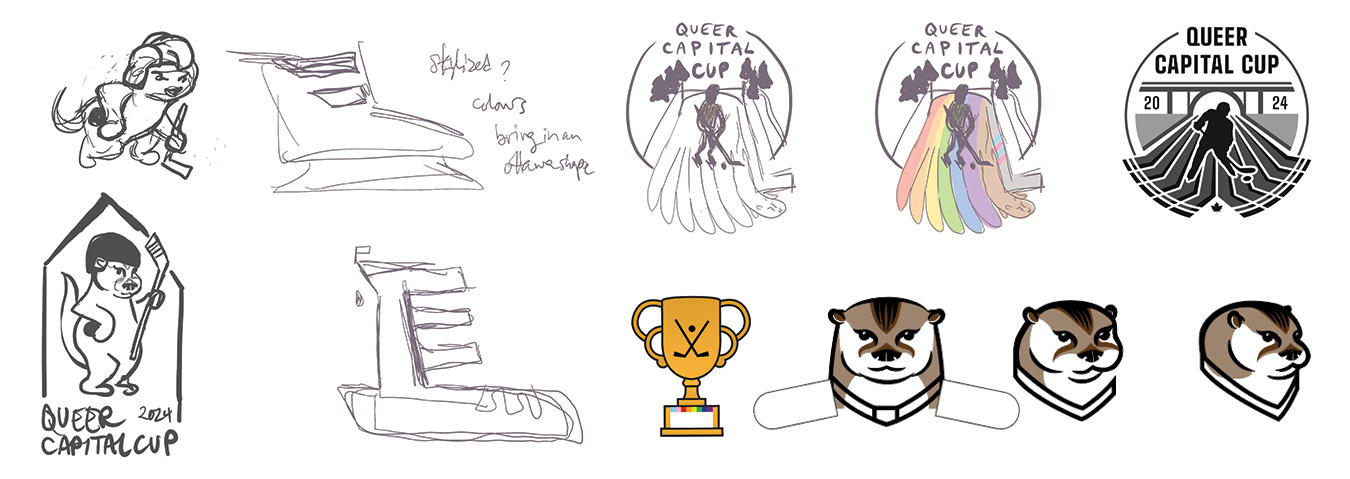 stylized?
colours
bring in an
ottawa shape
QUEER
CAPITAL
CUP
QUEER
CAPITAL
CUP
QUEER
CAPITAL CUP
20 24
QUEER 2024
CAPITAL CUP